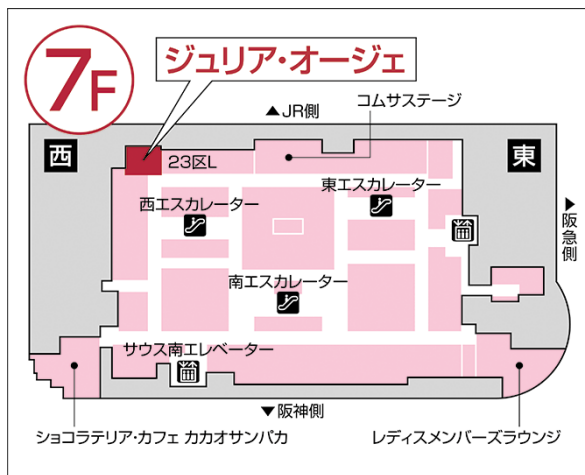 7F
ジュリア・オージェ
▲JR側
コムサステージ
西
23区L
東
西エスカレーター
東エスカレーター
▶阪急側
南エスカレーター
サウス南エレベーター
▼阪神側
ショコラテリア・カフェ カカオサンパカ
レディスメンバーズラウンジ